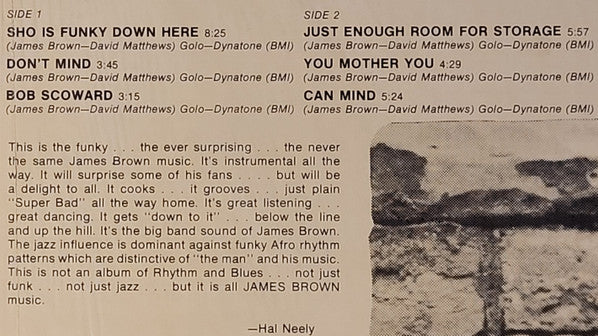 SIDE 1
SHO IS FUNKY DOWN HERE 8:25
(James Brown—David Matthews) Golo—Dynatone (BMI)
DON'T MIND 3:45
(James Brown—David Matthews) Golo—Dynatone (BMI)
BOB SCOWARD 3:15
(James Brown—David Matthews) Golo—Dynatone (BMI)
SIDE 2
JUST ENOUGH ROOM FOR STORAGE 5:57
(James Brown—David Matthews) Golo—Dynatone (BMI)
YOU MOTHER YOU 4:29
(James Brown—David Matthews) Golo—Dynatone (BMI)
CAN MIND 5:24
(James Brown—David Matthews) Golo—Dynatone (BMI)
This is the funky . . . the ever surprising . . . the never
the same James Brown music. It's instrumental all the
way. It will surprise some of his fans . . . . but will be
a delight to all. It cooks . . . it grooves . . . just plain
"Super Bad" all the way home. It's great listening . . .
great dancing. It gets "down to it" . . . below the line
and up the hill. It's the big band sound of James Brown.
The jazz influence is dominant against funky Afro rhythm
patterns which are distinctive of "the man" and his music.
This is not an album of Rhythm and Blues . . . not just
funk . . . not just jazz . . . but it is all JAMES BROWN
music.
—Hal Neely